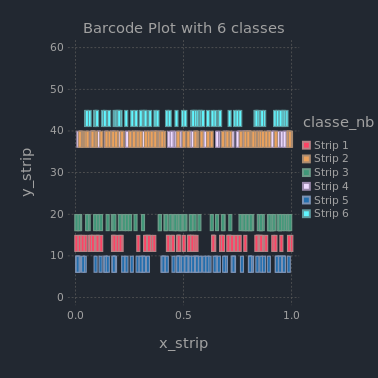 Barcode Plot with 6 classes
60
50
40
30
20
10
0
y_strip
0.0
0.5
1.0
x_strip
classe_nb
Strip 1
Strip 2
Strip 3
Strip 4
Strip 5
Strip 6